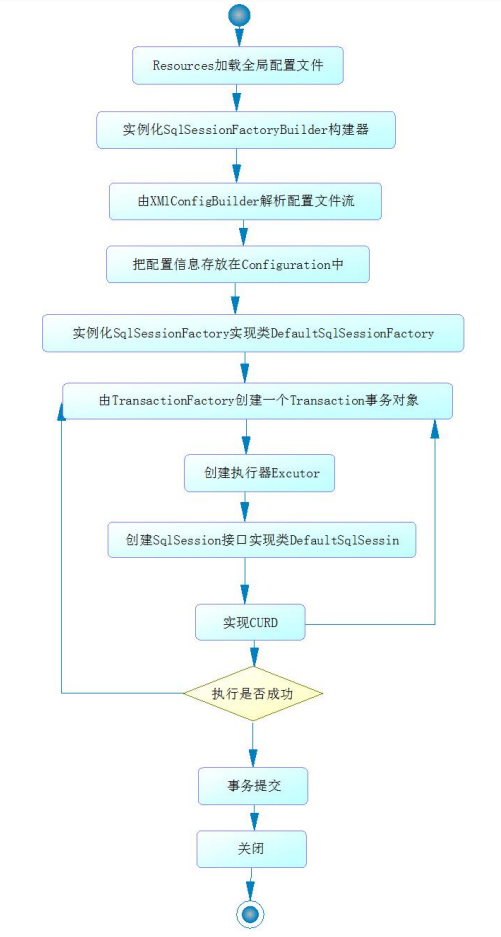 Resources加载全局配置文件
实例化SqlSessionFactoryBuilder构建器
由XMlConfigBuilder解析配置文件流
把配置信息存放在Configuration中
实例化SqlSessionFactory实现类DefaultSqlSessionFactory
由TransactionFactory创建一个Transaction事务对象
创建执行器Excutor
创建SqlSession接口实现类DefaultSqlSessin
实现CURD
执行是否成功
事务提交
关闭